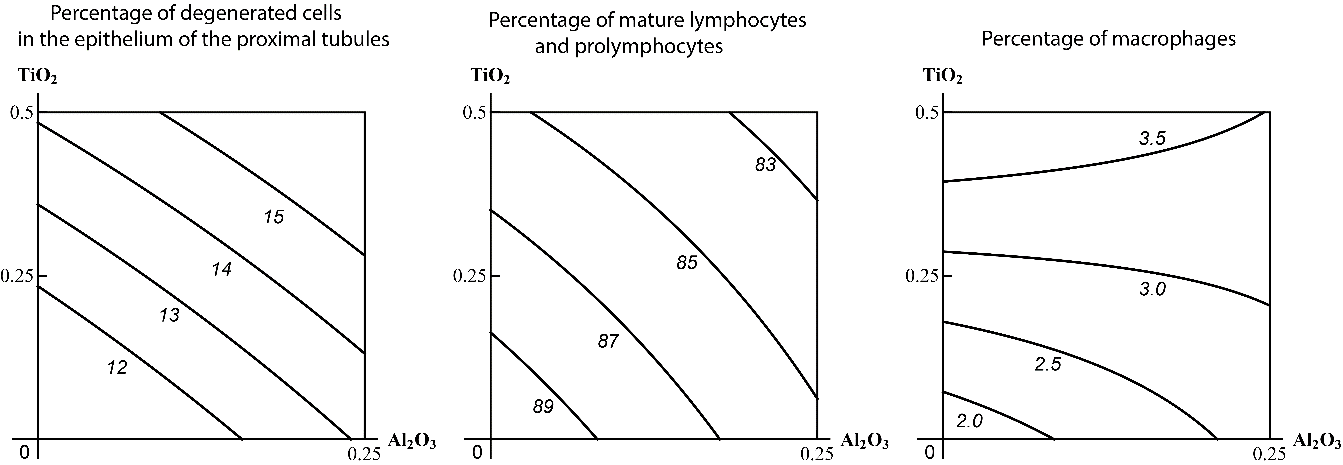 Percentage of degenerated cells
in the epithelium of the proximal tubules
TiO₂
0.5
0.25
0
0.25
Al₂O₃
15
14
13
12
Percentage of mature lymphocytes
and prolymphocytes
TiO₂
0.5
0.25
0
0.25
Al₂O₃
83
85
87
89
Percentage of macrophages
TiO₂
0.5
0.25
0
0.25
Al₂O₃
3.5
3.0
2.5
2.0